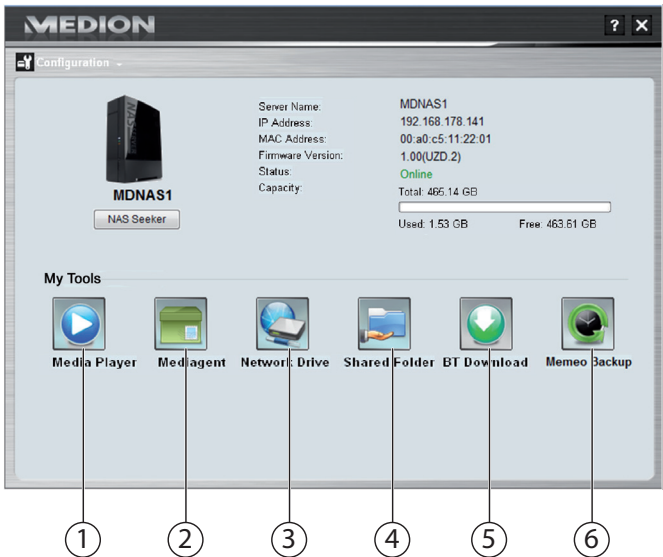 MEDION
? X
Configuration
NAS
MDNAS1
NAS Seeker
Server Name: MDNAS1
IP Address: 192.168.178.141
MAC Address: 00:a0:c5:11:22:01
Firmware Version: 1.00(UZD.2)
Status: Online
Capacity: Total: 465.14 GB
Used: 1.53 GB Free: 463.61 GB
My Tools
Media Player Mediagent Network Drive Shared Folder BT Download Memeo Backup
1 2 3 4 5 6